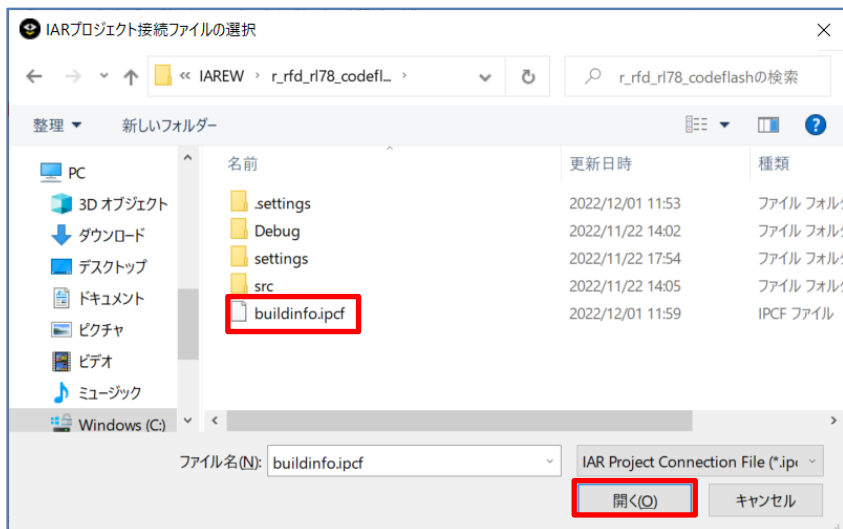 IARプロジェクト接続ファイルの選択
« IAREW › r_rfd_rl78_codefl... ›
r_rfd_rl78_codeflashの検索
整理 新しいフォルダー
PC
3D オブジェクト
ダウンロード
デスクトップ
ドキュメント
ピクチャ
ビデオ
ミュージック
Windows (C:)
名前 更新日時 種類
.settings 2022/12/01 11:53 ファイル フォル
Debug 2022/11/22 14:02 ファイル フォル
settings 2022/11/22 17:54 ファイル フォル
src 2022/11/22 14:05 ファイル フォル
buildinfo.ipcf 2022/12/01 11:59 IPCF ファイル
ファイル名(N): buildinfo.ipcf IAR Project Connection File (*.ipc
開く(O) キャンセル